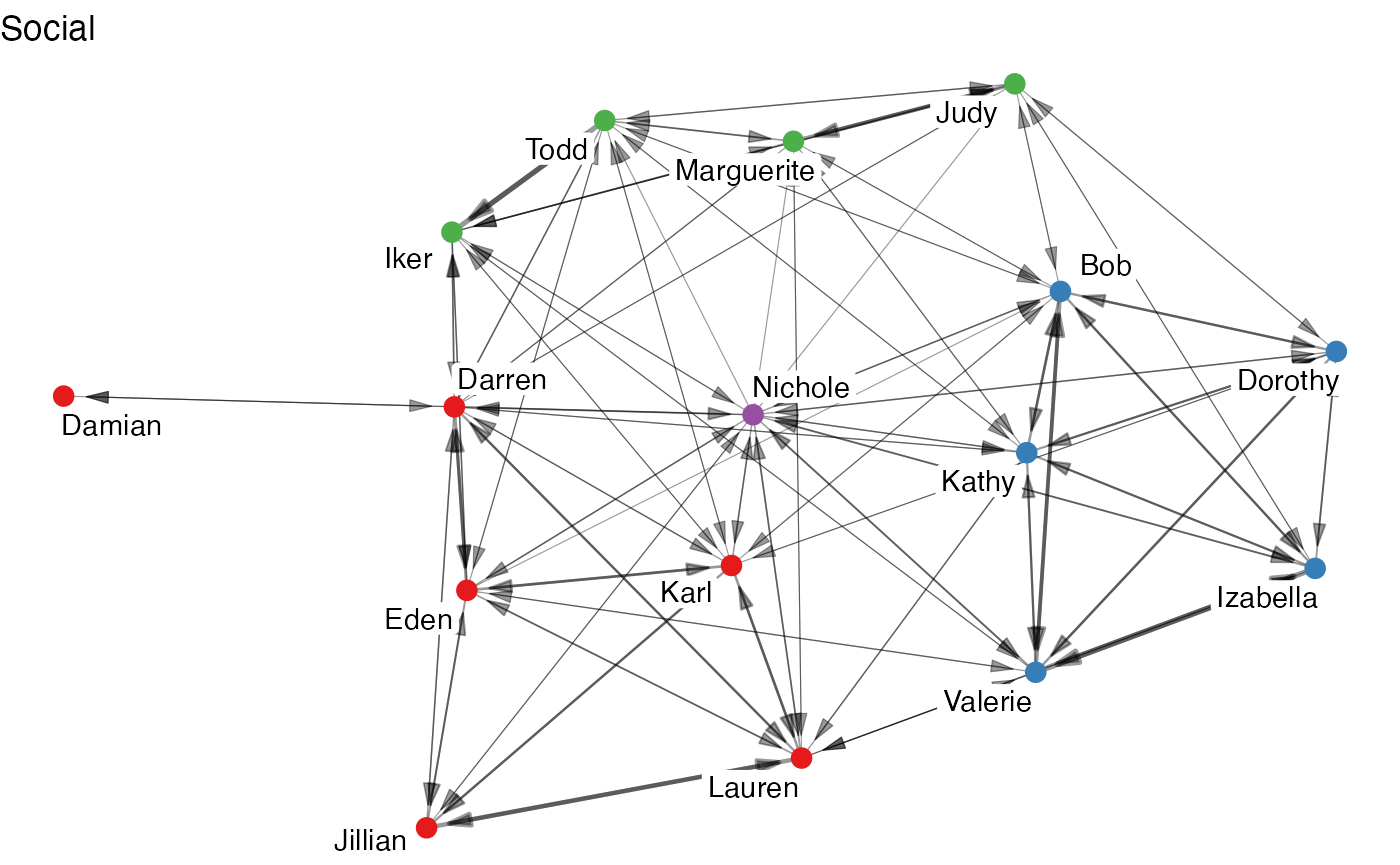 Social
Judy
Todd
Marguerite
Iker
Bob
Darren
Nichole
Dorothy
Damian
Kathy
Karl
Izabella
Eden
Valerie
Lauren
Jillian